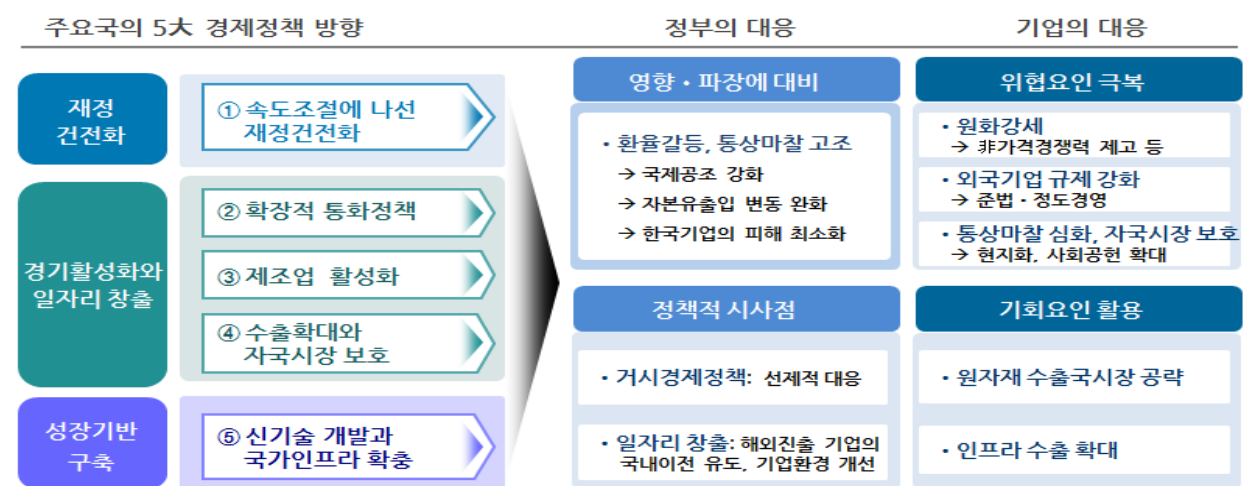 주요국의 5大 경제정책 방향
재정
건전화
① 속도조절에 나선
재정건전화
경기활성화와
일자리 창출
② 확장적 통화정책
③ 제조업 활성화
④ 수출확대와
자국시장 보호
성장기반
구축
⑤ 신기술 개발과
국가인프라 확충
정부의 대응
영향・파장에 대비
・환율갈등, 통상마찰 고조
→ 국제공조 강화
→ 자본유출입 변동 완화
→ 한국기업의 피해 최소화
정책적 시사점
・거시경제정책: 선제적 대응
・일자리 창출: 해외진출 기업의
국내이전 유도, 기업환경 개선
기업의 대응
위협요인 극복
・원화강세
→ 非가격경쟁력 제고 등
・외국기업 규제 강화
→ 준법・정도경영
・통상마찰 심화, 자국시장 보호
→ 현지화, 사회공헌 확대
기회요인 활용
・원자재 수출국시장 공략
・인프라 수출 확대